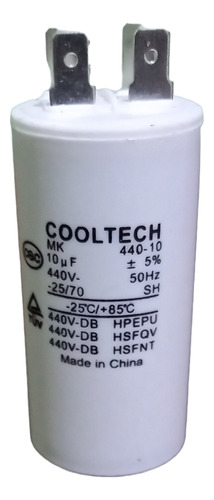 COOLTECH
MK 440-10
10µF ± 5%
440V- 50Hz
-25/70 SH
-25℃/+85℃
TÜV
440V-DB HPEPU
440V-DB HSFQV
440V-DB HSFNT
Made in China